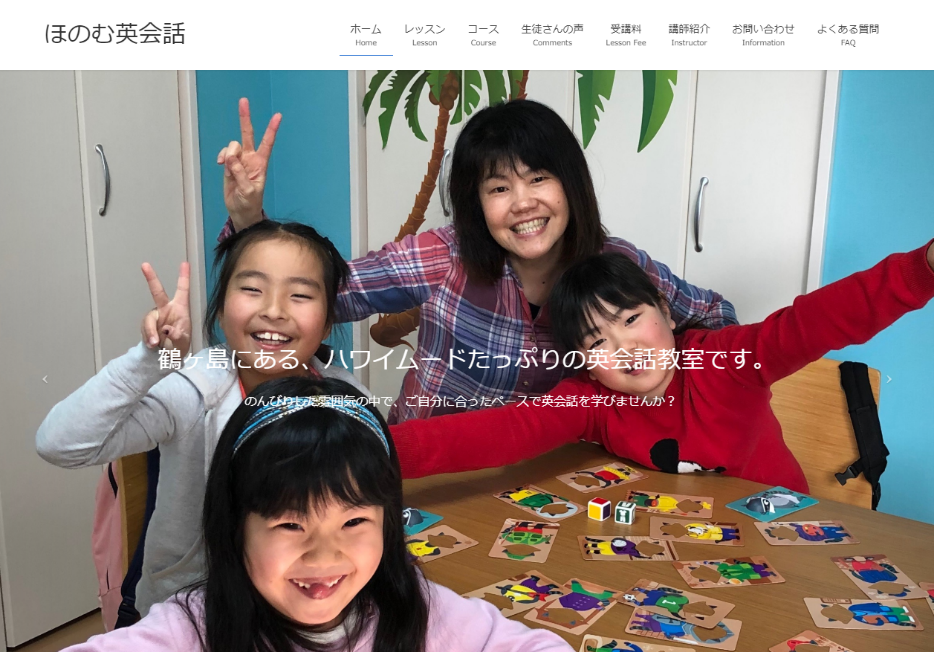 ほのむ英会話
ホーム
Home
レッスン
Lesson
コース
Course
生徒さんの声
Comments
受講料
Lesson Fee
講師紹介
Instructor
お問い合わせ
Information
よくある質問
FAQ
鶴ヶ島にある、ハワイムードたっぷりの英会話教室です。
のんびりした雰囲気の中で、ご自分に合ったペースで英会話を学びませんか？